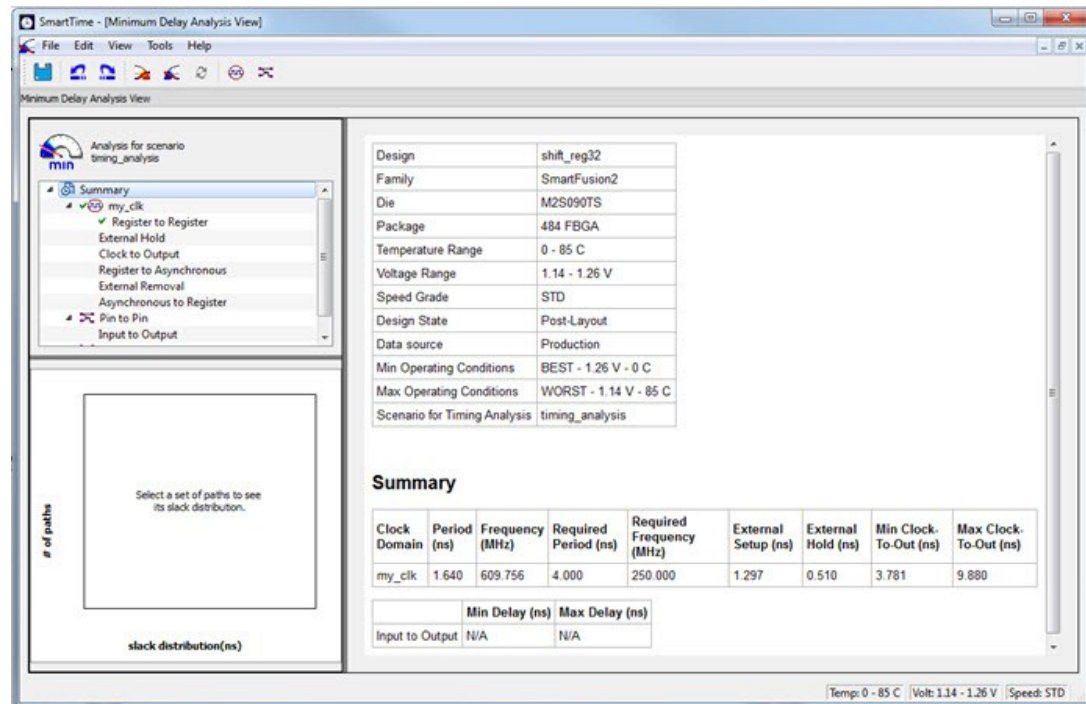 SmartTime - [Minimum Delay Analysis View]
File Edit View Tools Help
Minimum Delay Analysis View
Analysis for scenario
timing_analysis
min
Summary
my_clk
Register to Register
External Hold
Clock to Output
Register to Asynchronous
External Removal
Asynchronous to Register
Pin to Pin
Input to Output
# of paths
Select a set of paths to see
its slack distribution.
slack distribution(ns)
Design shift_reg32
Family SmartFusion2
Die M2S090TS
Package 484 FBGA
Temperature Range 0 - 85 C
Voltage Range 1.14 - 1.26 V
Speed Grade STD
Design State Post-Layout
Data source Production
Min Operating Conditions BEST - 1.26 V - 0 C
Max Operating Conditions WORST - 1.14 V - 85 C
Scenario for Timing Analysis timing_analysis
Summary
Clock Domain Period (ns) Frequency (MHz) Required Period (ns) Required Frequency (MHz) External Setup (ns) External Hold (ns) Min Clock-To-Out (ns) Max Clock-To-Out (ns)
my_clk 1.640 609.756 4.000 250.000 1.297 0.510 3.781 9.880
Min Delay (ns) Max Delay (ns)
Input to Output N/A N/A
Temp: 0 - 85 C Volt: 1.14 - 1.26 V Speed: STD